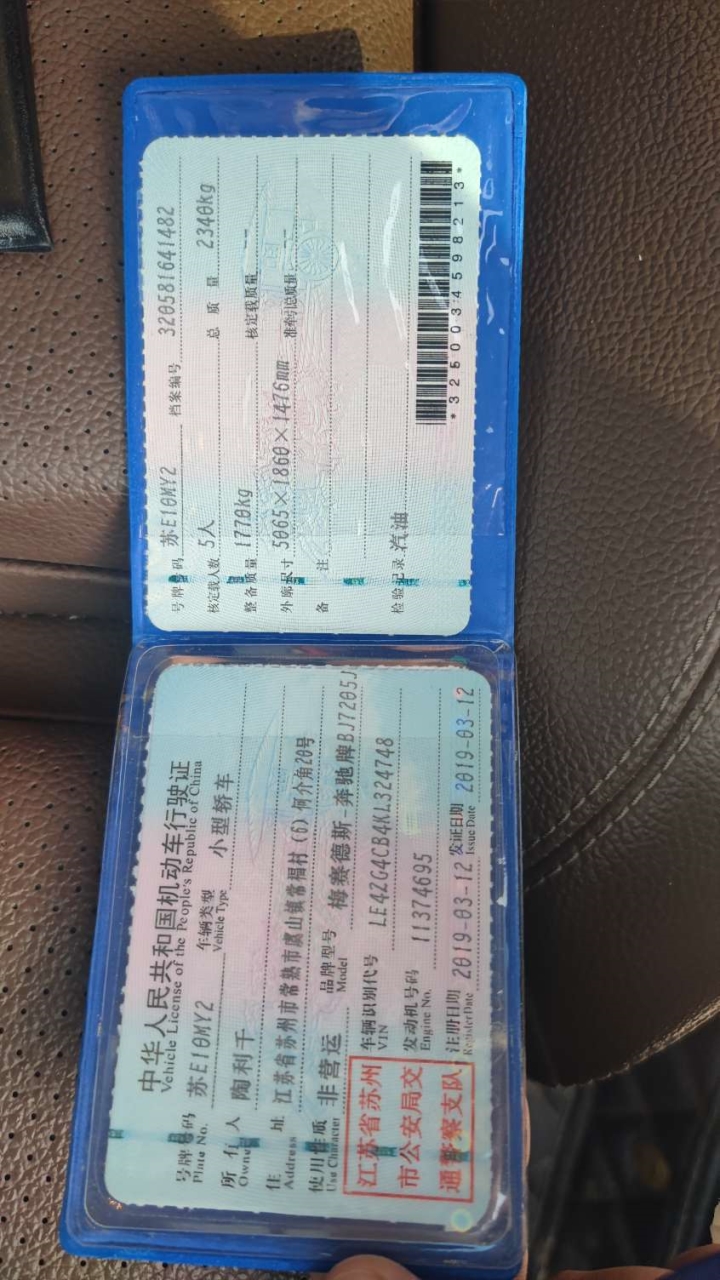 中华人民共和国机动车行驶证
Vehicle License of the People's Republic of China
号牌号码 Plate No. 苏E10MY2 车辆类型 Vehicle Type 小型轿车
所有人 Owner 陶利千
住址 Address 江苏省苏州市常熟市虞山镇常福村(6)何介角20号
使用性质 Use Character 非营运 品牌型号 Model 梅赛德斯-奔驰牌BJ7205J
江苏省苏州市公安局交通警察支队
车辆识别代号 VIN LE42G4CB4KL324748
发动机号码 Engine No. 11374695
注册日期 Register Date 2019-03-12 发证日期 Issue Date 2019-03-12
号牌号码 苏E10MY2 档案编号 320581641482
核定载人数 5人 总质量 2340kg
整备质量 1770kg 核定载质量 --
外廓尺寸 5065×1860×1476mm 准牵引总质量 --
备注
检验记录 汽油
*3250003459821 3*